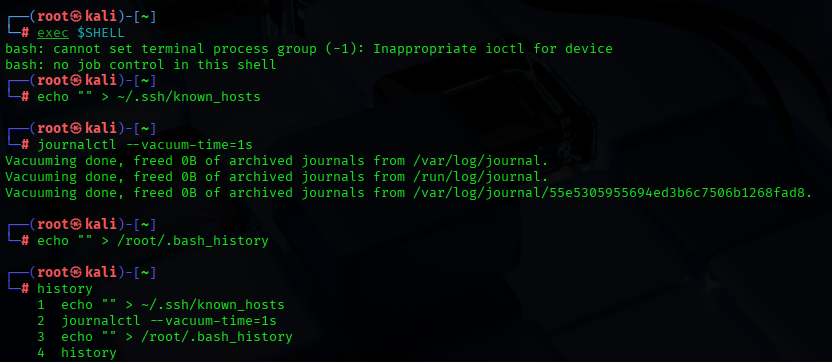 ┌──(root㉿kali)-[~]
└─# exec $SHELL
bash: cannot set terminal process group (-1): Inappropriate ioctl for device
bash: no job control in this shell
┌──(root㉿kali)-[~]
└─# echo "" > ~/.ssh/known_hosts
┌──(root㉿kali)-[~]
└─# journalctl --vacuum-time=1s
Vacuuming done, freed 0B of archived journals from /var/log/journal.
Vacuuming done, freed 0B of archived journals from /run/log/journal.
Vacuuming done, freed 0B of archived journals from /var/log/journal/55e5305955694ed3b6c7506b1268fad8.
┌──(root㉿kali)-[~]
└─# echo "" > /root/.bash_history
┌──(root㉿kali)-[~]
└─# history
    1  echo "" > ~/.ssh/known_hosts
    2  journalctl --vacuum-time=1s
    3  echo "" > /root/.bash_history
    4  history